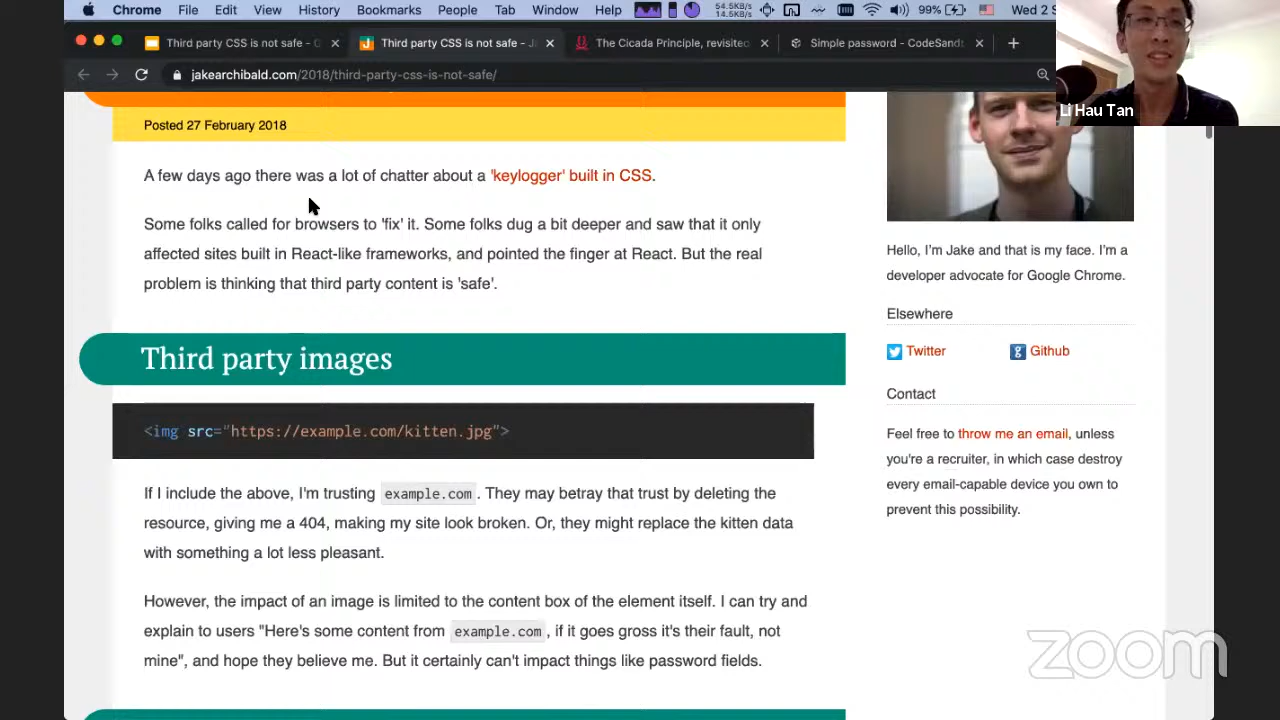 Chrome File Edit View History Bookmarks People Tab Window Help 54.5KB/s 14.5KB/s 99% Wed 2 S
Third party CSS is not safe - G
Third party CSS is not safe - J
The Cicada Principle, revisited
Simple password - CodeSand
jakearchibald.com/2018/third-party-css-is-not-safe/
Li Hau Tan
Posted 27 February 2018
A few days ago there was a lot of chatter about a 'keylogger' built in CSS.
Some folks called for browsers to 'fix' it. Some folks dug a bit deeper and saw that it only
affected sites built in React-like frameworks, and pointed the finger at React. But the real
problem is thinking that third party content is 'safe'.
Third party images
<img src="https://example.com/kitten.jpg">
If I include the above, I'm trusting example.com. They may betray that trust by deleting the
resource, giving me a 404, making my site look broken. Or, they might replace the kitten data
with something a lot less pleasant.
However, the impact of an image is limited to the content box of the element itself. I can try and
explain to users "Here's some content from example.com, if it goes gross it's their fault, not
mine", and hope they believe me. But it certainly can't impact things like password fields.
Hello, I'm Jake and that is my face. I'm a
developer advocate for Google Chrome.
Elsewhere
Twitter
Github
Contact
Feel free to throw me an email, unless
you're a recruiter, in which case destroy
every email-capable device you own to
prevent this possibility.
zoom